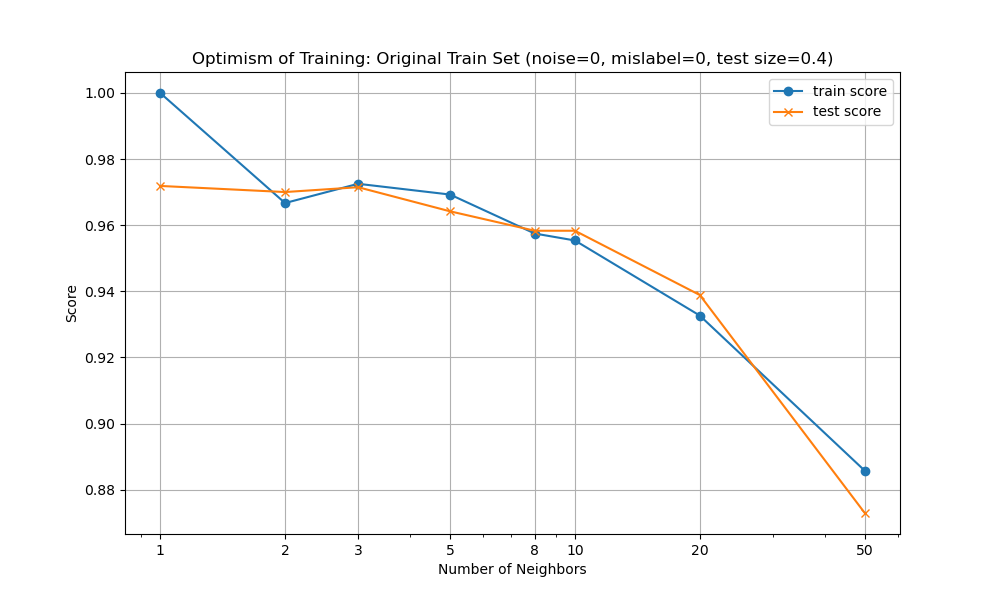 Optimism of Training: Original Train Set (noise=0, mislabel=0, test size=0.4)
train score
test score
1.00
0.98
0.96
0.94
0.92
0.90
0.88
Score
1 2 3 5 8 10 20 50
Number of Neighbors